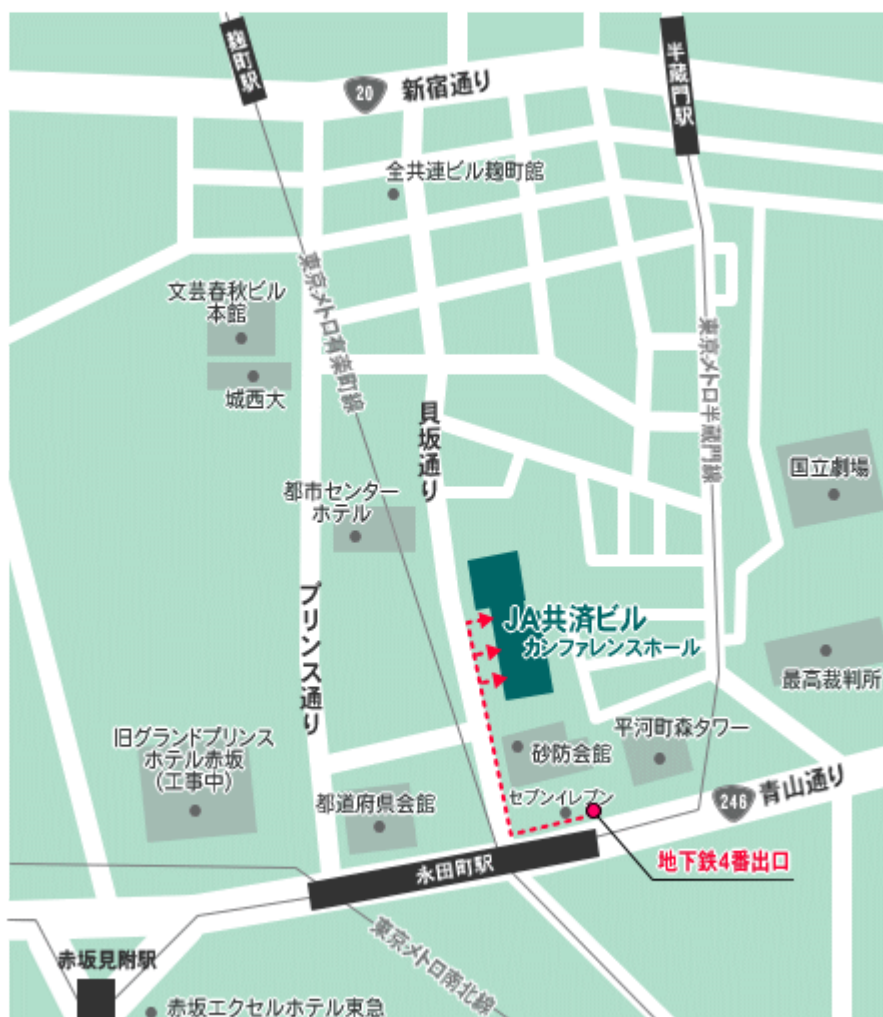 麹町駅
20
新宿通り
半蔵門駅
全共連ビル麹町館
東京メトロ有楽町線
文芸春秋ビル
本館
城西大
東京メトロ半蔵門線
貝坂通り
国立劇場
都市センター
ホテル
プリンス通り
JA共済ビル
カンファレンスホール
最高裁判所
旧グランドプリンス
ホテル赤坂
(工事中)
平河町森タワー
砂防会館
都道府県会館
セブンイレブン
246
青山通り
地下鉄4番出口
永田町駅
東京メトロ南北線
赤坂見附駅
赤坂エクセルホテル東急